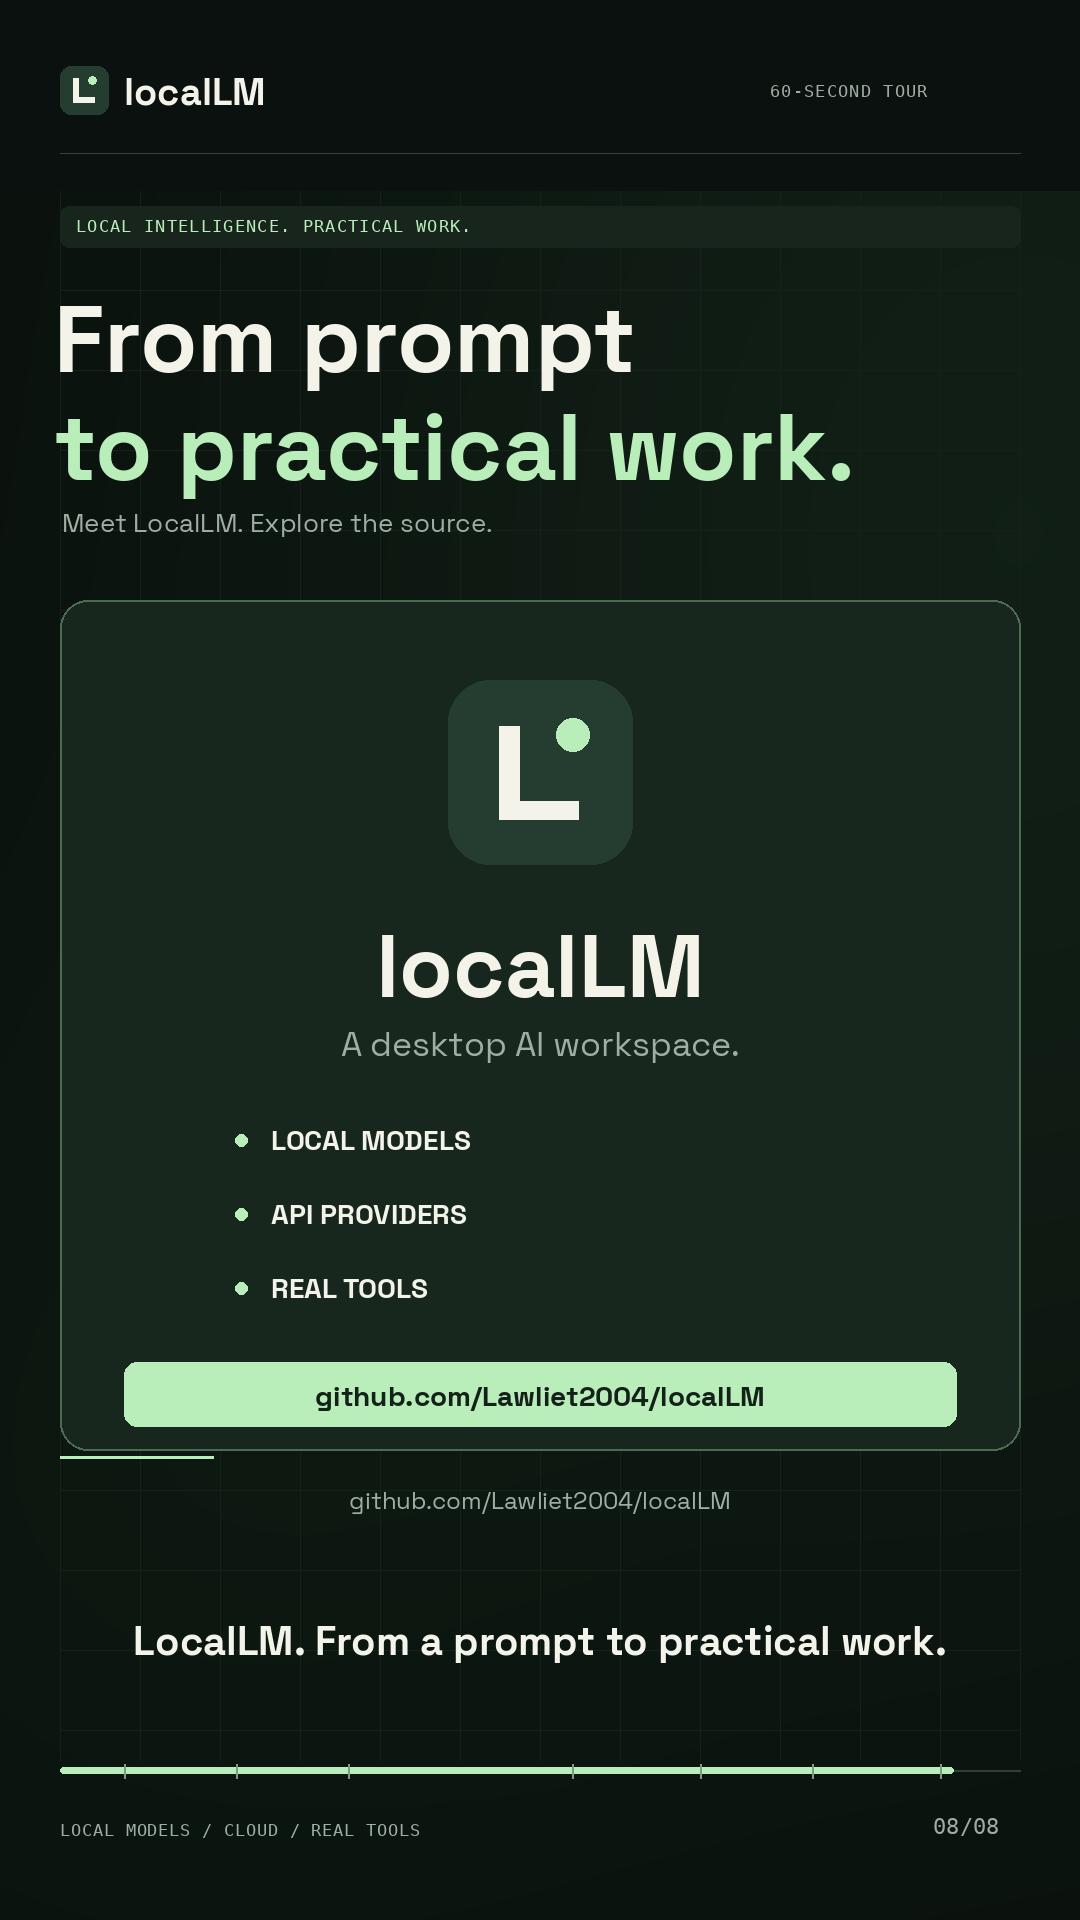 localLM
60-SECOND TOUR
LOCAL INTELLIGENCE. PRACTICAL WORK.
From prompt
to practical work.
Meet LocalLM. Explore the source.
L
localLM
A desktop AI workspace.
LOCAL MODELS
API PROVIDERS
REAL TOOLS
github.com/Lawliet2004/localLM
github.com/Lawliet2004/localLM
LocalLM. From a prompt to practical work.
LOCAL MODELS / CLOUD / REAL TOOLS
08/08